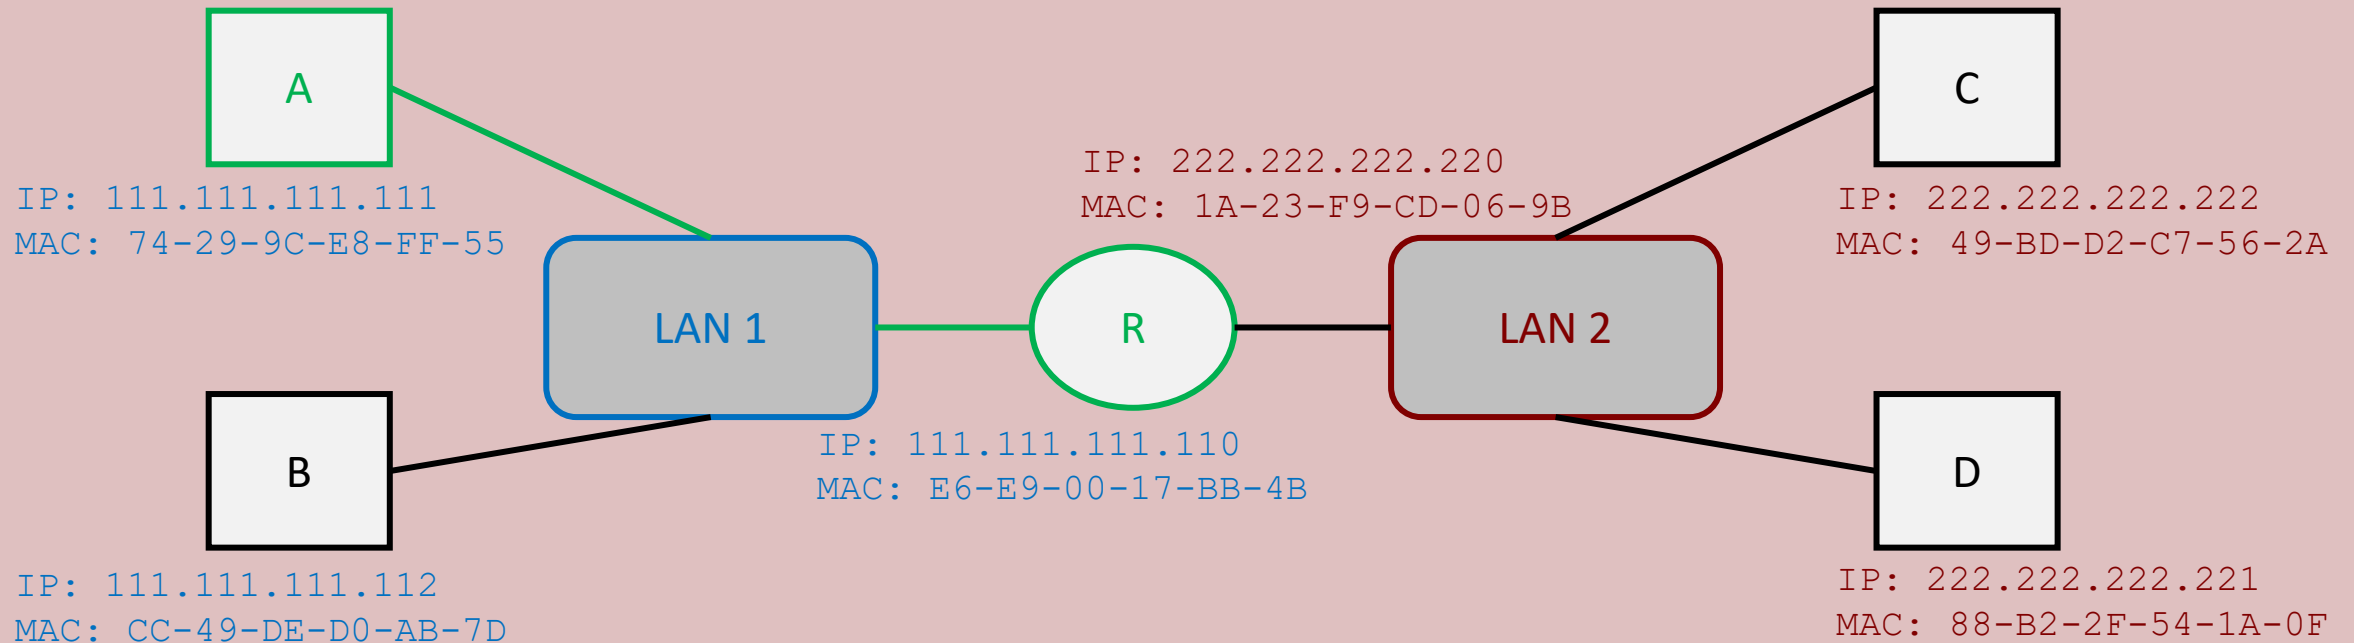 A
IP: 111.111.111.111
MAC: 74-29-9C-E8-FF-55
B
IP: 111.111.111.112
MAC: CC-49-DE-D0-AB-7D
LAN 1
R
IP: 222.222.222.220
MAC: 1A-23-F9-CD-06-9B
IP: 111.111.111.110
MAC: E6-E9-00-17-BB-4B
LAN 2
C
IP: 222.222.222.222
MAC: 49-BD-D2-C7-56-2A
D
IP: 222.222.222.221
MAC: 88-B2-2F-54-1A-0F